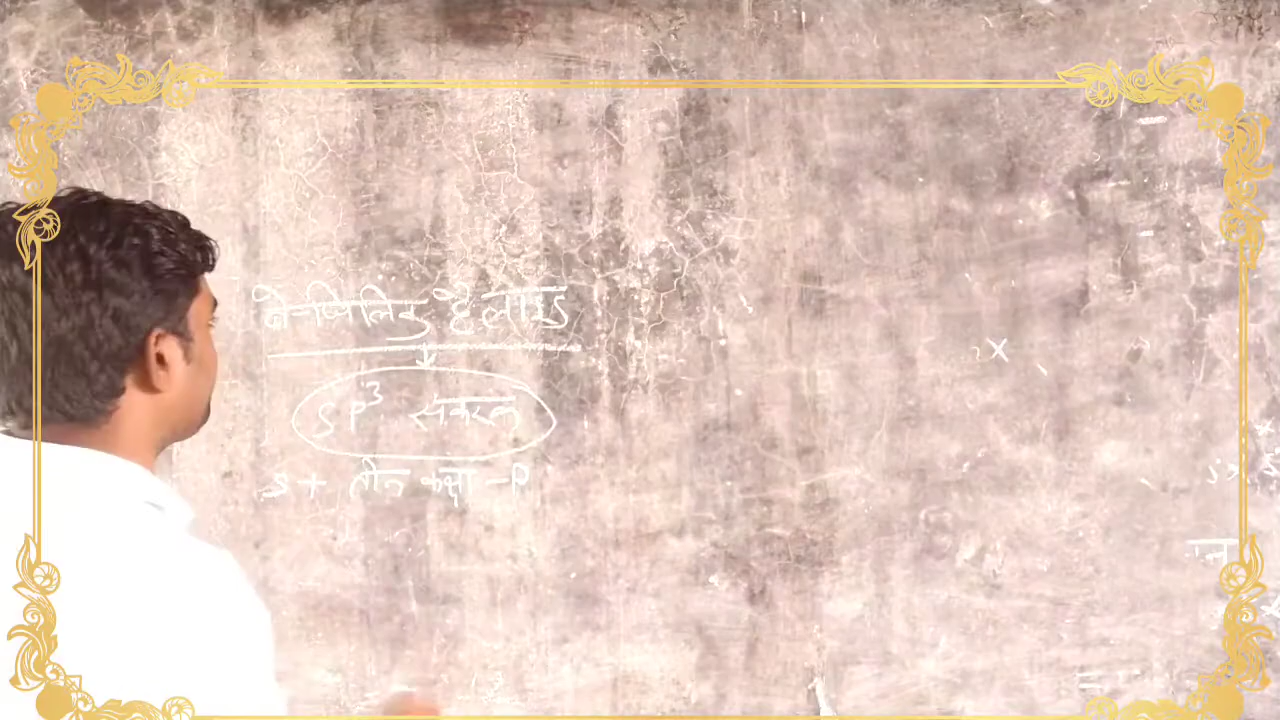 बेन्जिलिक हैलाइड
SP³ संकरण
S + तीन कक्षा - P
x